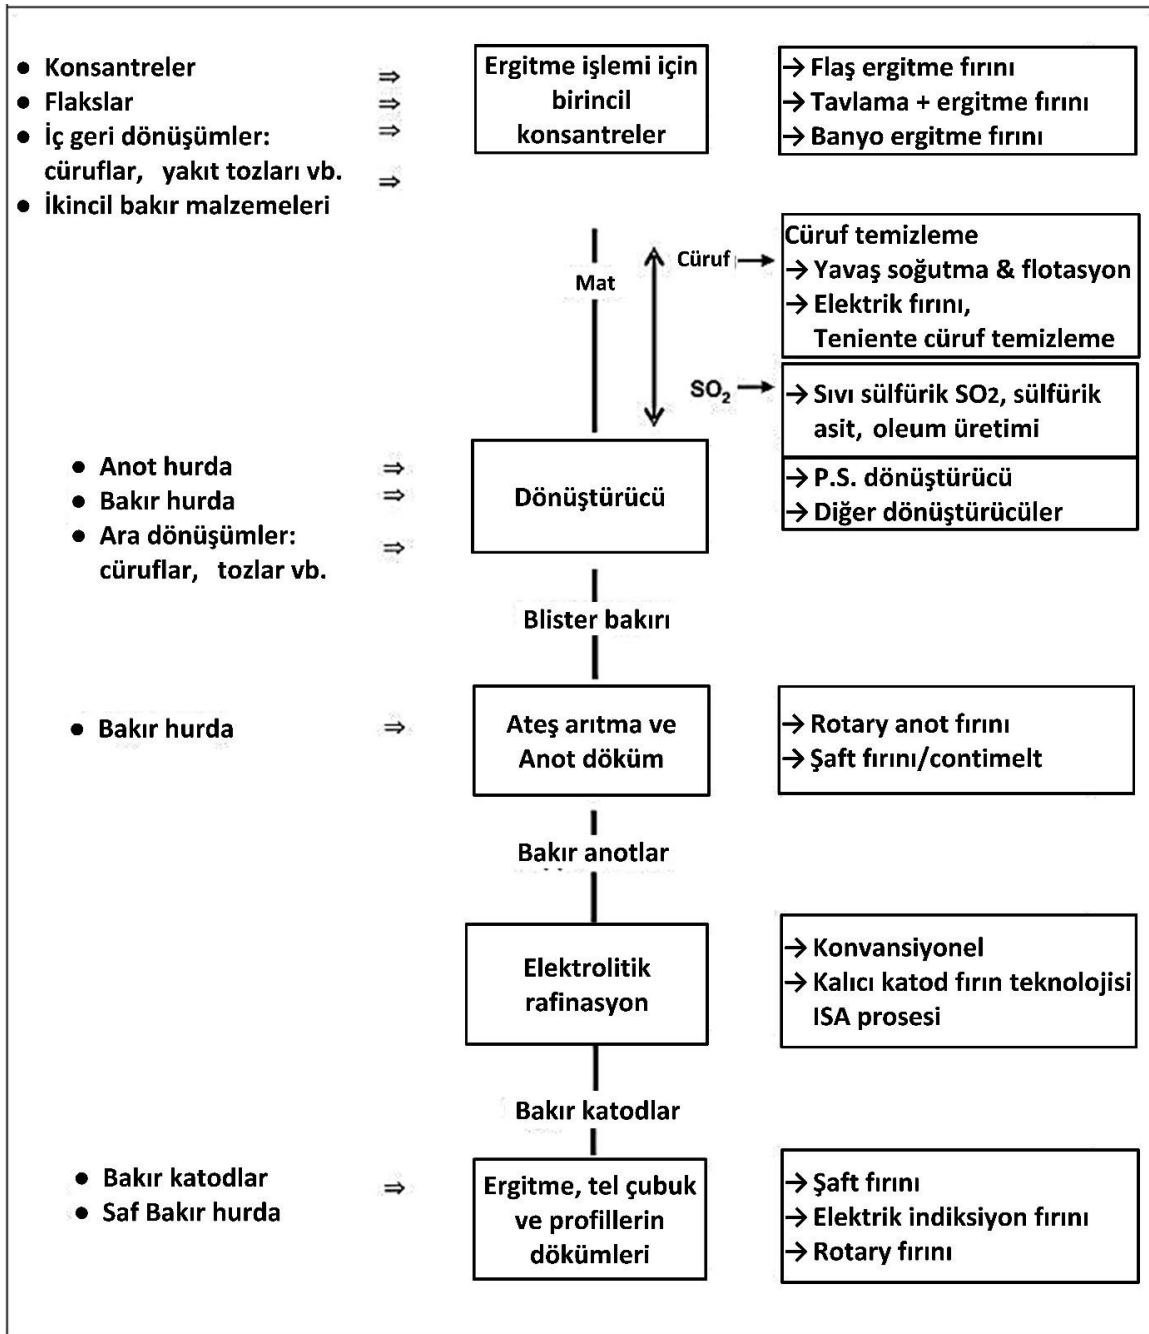 ● Konsantreler ⇒
● Flakslar ⇒
● İç geri dönüşümler: ⇒
cüruflar, yakıt tozları vb. ⇒
● İkincil bakır malzemeleri
Ergitme işlemi için
birincil
konsantreler
→ Flaş ergitme fırını
→ Tavlama + ergitme fırını
→ Banyo ergitme fırını
Mat
Cüruf →
Cüruf temizleme
→ Yavaş soğutma & flotasyon
→ Elektrik fırını,
Teniente cüruf temizleme
SO₂ →
→ Sıvı sülfürik SO2, sülfürik
asit, oleum üretimi
● Anot hurda ⇒
● Bakır hurda ⇒
● Ara dönüşümler: ⇒
cüruflar, tozlar vb.
Dönüştürücü
→ P.S. dönüştürücü
→ Diğer dönüştürücüler
Blister bakırı
● Bakır hurda ⇒
Ateş arıtma ve
Anot döküm
→ Rotary anot fırını
→ Şaft fırını/contimelt
Bakır anotlar
Elektrolitik
rafinasyon
→ Konvansiyonel
→ Kalıcı katod fırın teknolojisi
ISA prosesi
Bakır katodlar
● Bakır katodlar ⇒
● Saf Bakır hurda
Ergitme, tel çubuk
ve profillerin
dökümleri
→ Şaft fırını
→ Elektrik indiksiyon fırını
→ Rotary fırını